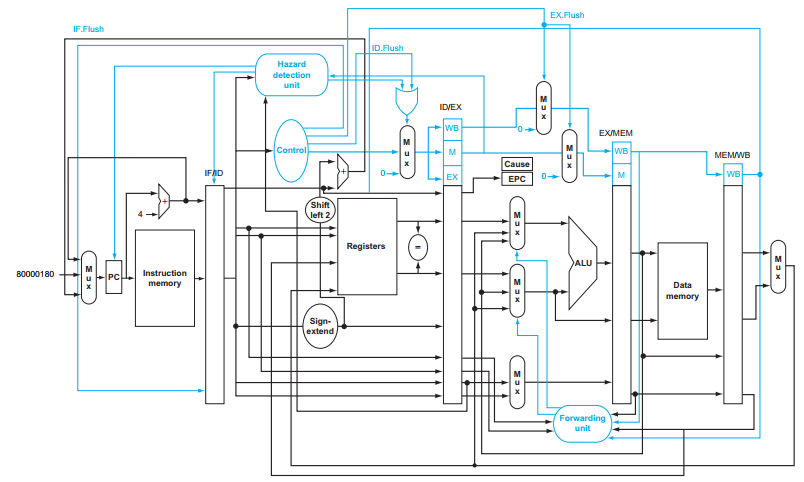 IF.Flush
EX.Flush
ID.Flush
Hazard
detection
unit
ID/EX
M
u
x
WB
0
M
u
x
EX/MEM
Control
M
u
x
M
WB
MEM/WB
Cause
IF/ID
0
EX
EPC
0
M
WB
+
4
+
Shift
left 2
M
u
x
Registers
=
ALU
M
u
x
80000180
M
u
x
PC
Instruction
memory
M
u
x
Data
memory
Sign-
extend
M
u
x
Forwarding
unit